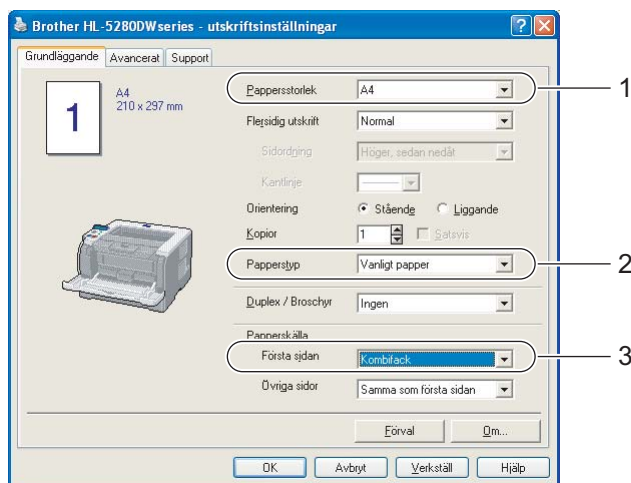 Brother HL-5280DW series - utskriftsinställningar
Grundläggande Avancerat Support
1
A4
210 x 297 mm
Pappersstorlek A4 1
Flersidig utskrift Normal
Sidordning Höger, sedan nedåt
Kantlinje
Orientering Stående Liggande
Kopior 1 Satsvis
Papperstyp Vanligt papper 2
Duplex / Broschyr Ingen
Papperskälla
Första sidan Kombifack 3
Övriga sidor Samma som första sidan
Förval Om...
OK Avbryt Verkställ Hjälp